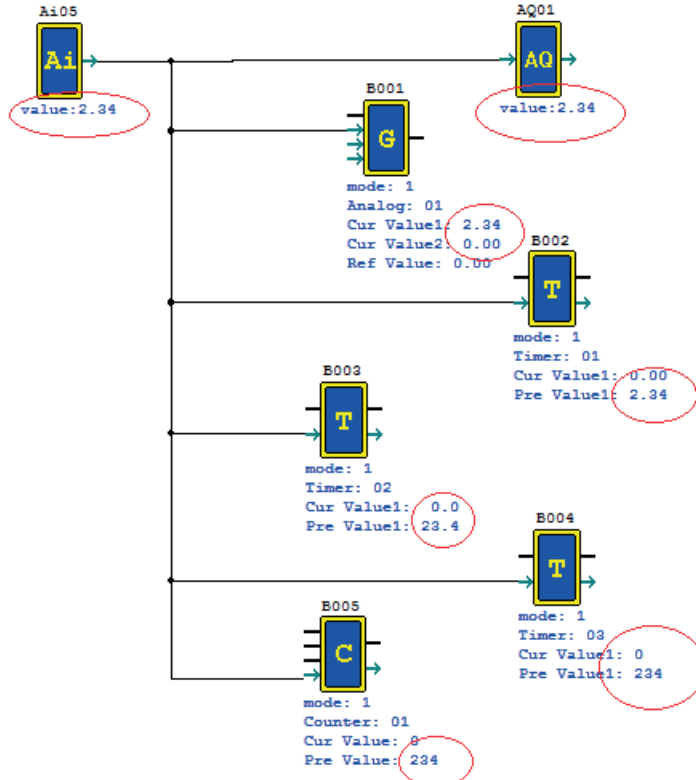 Ai05
Ai
value:2.34
AQ01
AQ
value:2.34
B001
G
mode: 1
Analog: 01
Cur Value1: 2.34
Cur Value2: 0.00
Ref Value: 0.00
B002
T
mode: 1
Timer: 01
Cur Value1: 0.00
Pre Value1: 2.34
B003
T
mode: 1
Timer: 02
Cur Value1: 0.0
Pre Value1: 23.4
B004
T
mode: 1
Timer: 03
Cur Value1: 0
Pre Value1: 234
B005
C
mode: 1
Counter: 01
Cur Value: 0
Pre Value: 234